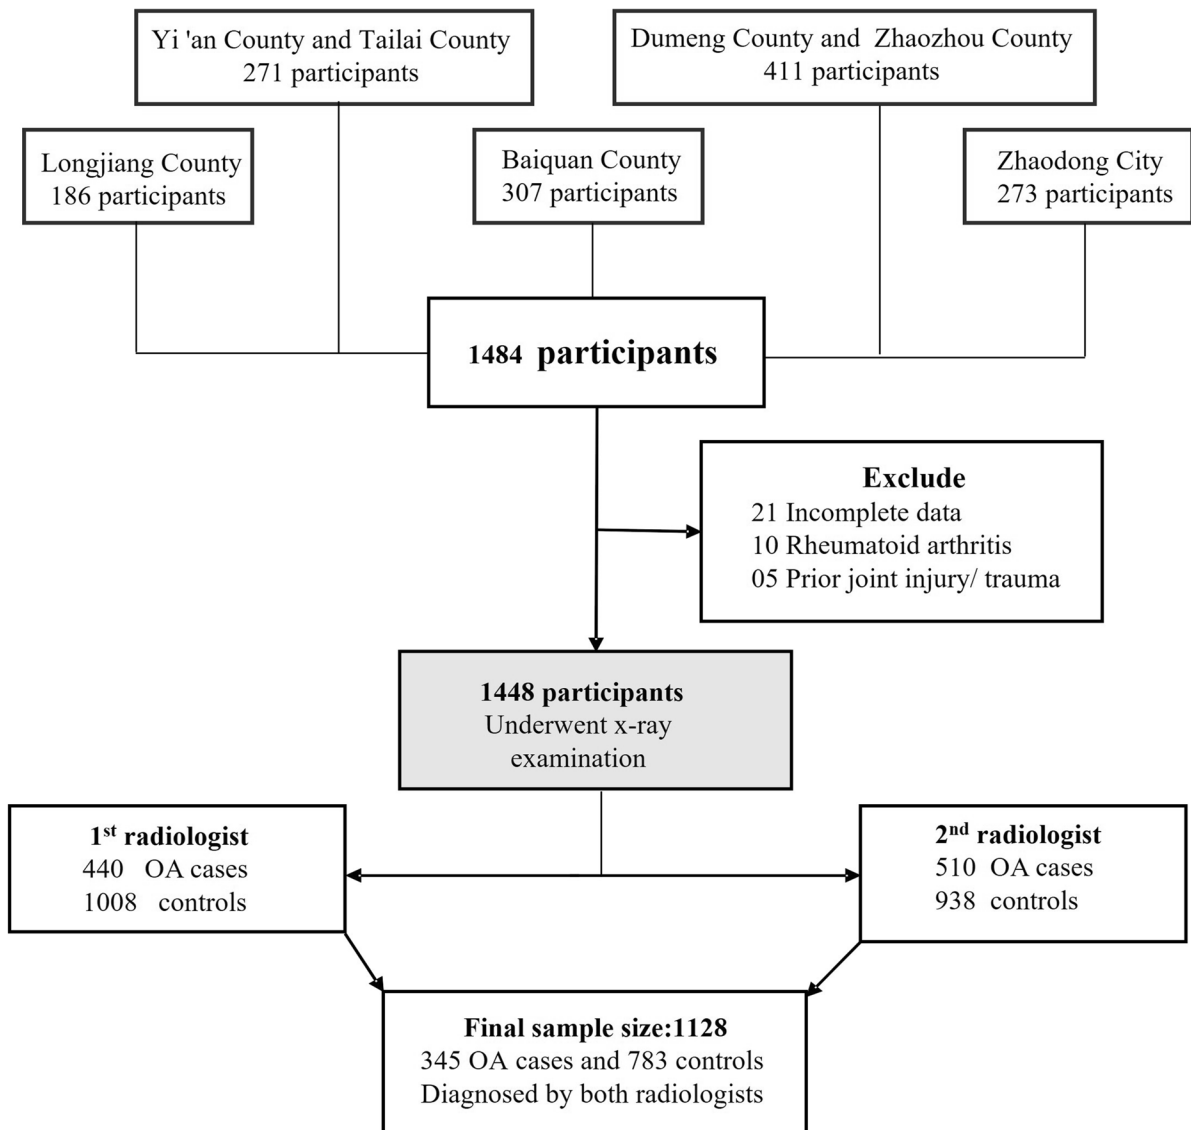 Yi 'an County and Tailai County
271 participants
Dumeng County and Zhaozhou County
411 participants
Longjiang County
186 participants
Baiquan County
307 participants
Zhaodong City
273 participants
1484 participants
Exclude
21 Incomplete data
10 Rheumatoid arthritis
05 Prior joint injury/ trauma
1448 participants
Underwent x-ray
examination
1st radiologist
440 OA cases
1008 controls
2nd radiologist
510 OA cases
938 controls
Final sample size:1128
345 OA cases and 783 controls
Diagnosed by both radiologists